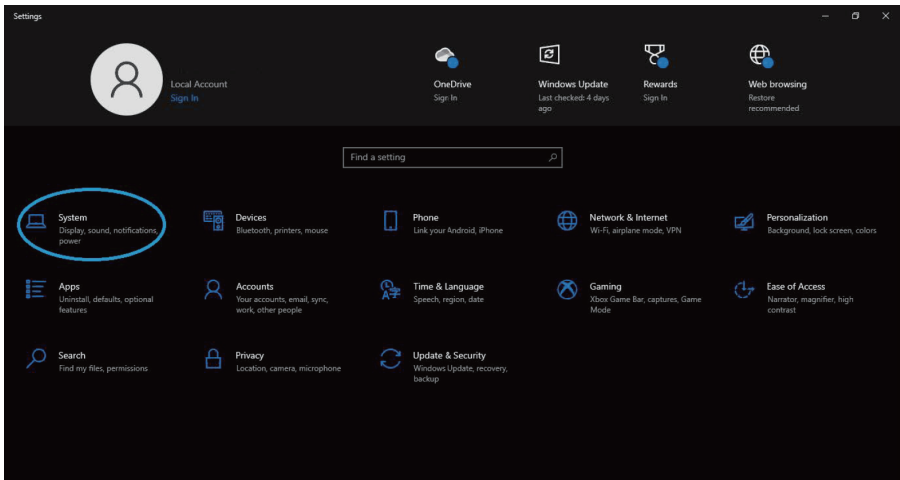 Settings
Local Account
Sign In
OneDrive
Sign In
Windows Update
Last checked: 4 days
ago
Rewards
Sign In
Web browsing
Restore
recommended
Find a setting
System
Display, sound, notifications,
power
Devices
Bluetooth, printers, mouse
Phone
Link your Android, iPhone
Network & Internet
Wi-Fi, airplane mode, VPN
Personalization
Background, lock screen, colors
Apps
Uninstall, defaults, optional
features
Accounts
Your accounts, email, sync,
work, other people
Time & Language
Speech, region, date
Gaming
Xbox Game Bar, captures, Game
Mode
Ease of Access
Narrator, magnifier, high
contrast
Search
Find my files, permissions
Privacy
Location, camera, microphone
Update & Security
Windows Update, recovery,
backup